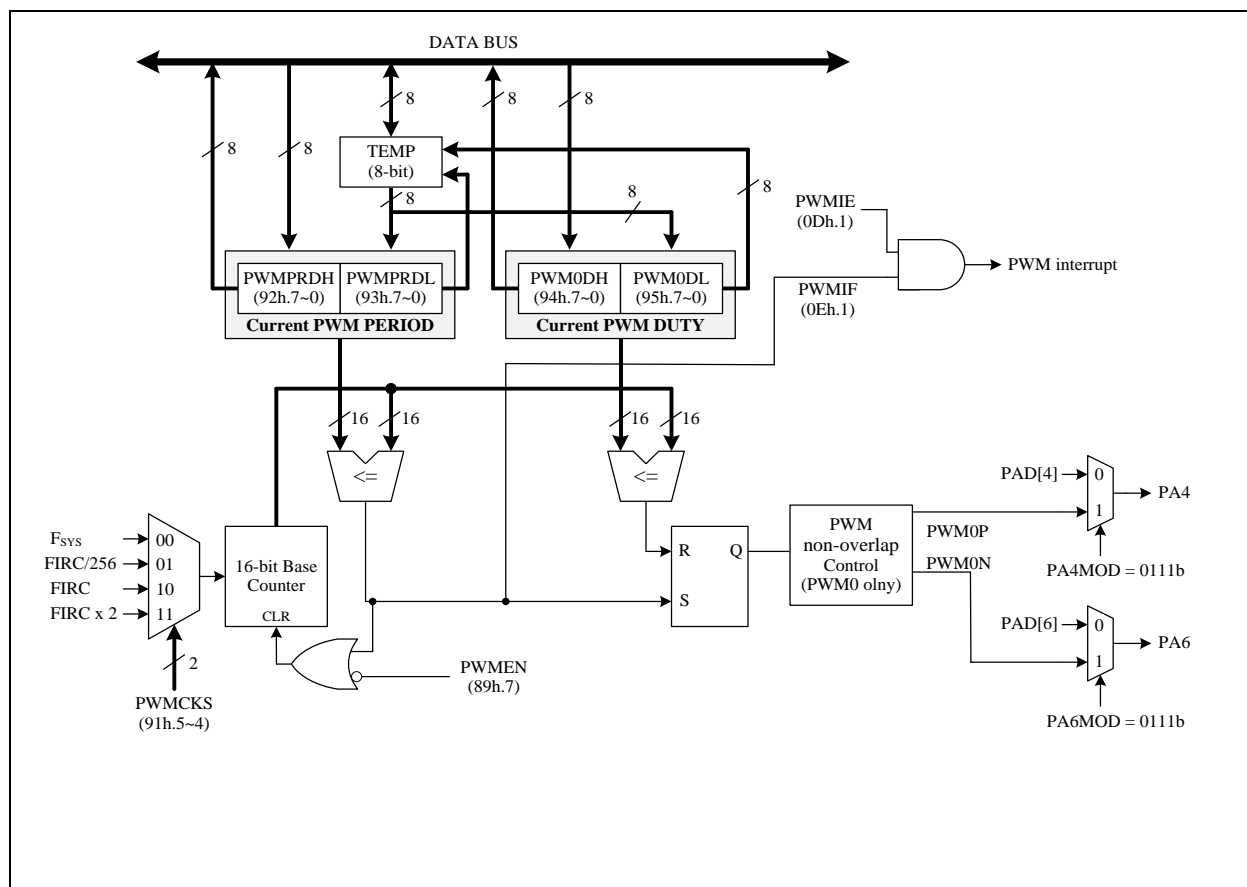 DATA BUS
8
8
8
8
8
TEMP
(8-bit)
8
8
8
PWMIE
(0Dh.1)
PWM interrupt
PWMIF
(0Eh.1)
PWMPRDH
(92h.7~0)
PWMPRDL
(93h.7~0)
Current PWM PERIOD
PWM0DH
(94h.7~0)
PWM0DL
(95h.7~0)
Current PWM DUTY
16
16
16
16
<=
<=
FSYS
FIRC/256
FIRC
FIRC x 2
00
01
10
11
2
PWMCKS
(91h.5~4)
16-bit Base
Counter
CLR
PWMEN
(89h.7)
R
S
Q
PWM
non-overlap
Control
(PWM0 olny)
PWM0P
PWM0N
PAD[4]
0
1
PA4
PA4MOD = 0111b
PAD[6]
0
1
PA6
PA6MOD = 0111b